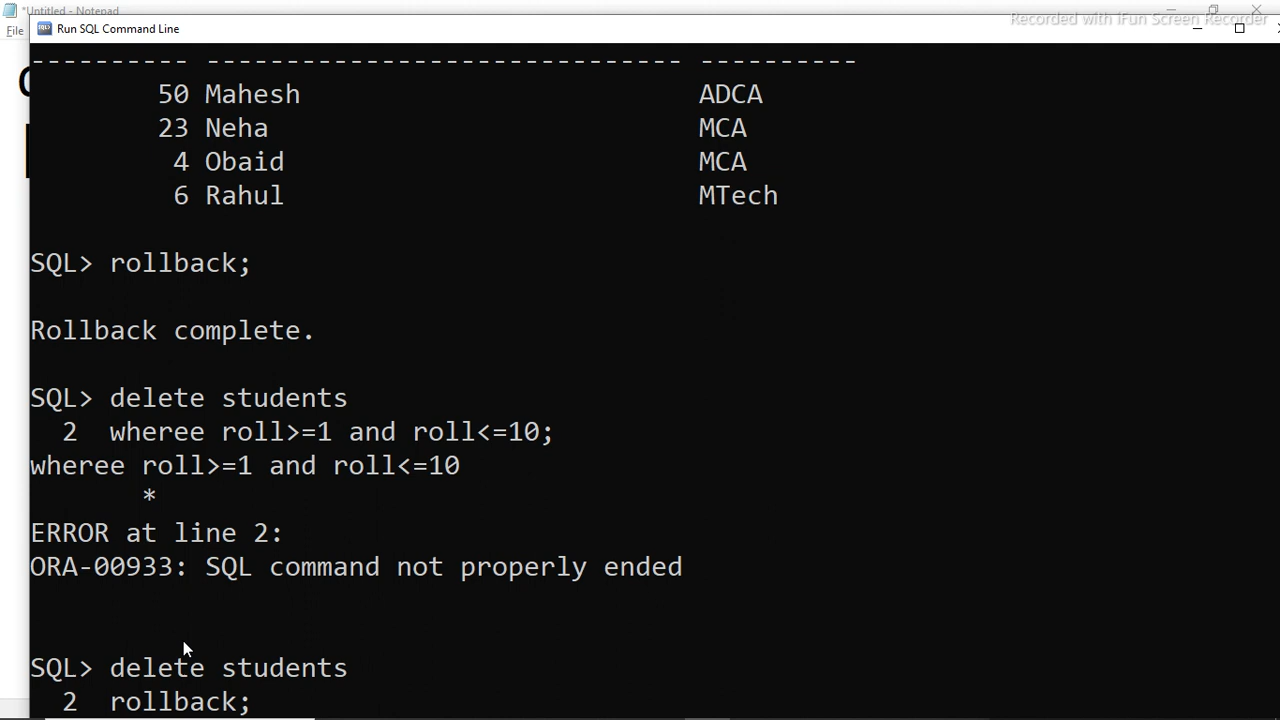 *Untitled - Notepad
Recorded with iFun Screen Recorder
File
Run SQL Command Line
---------- ------------------------------ ----------
50 Mahesh ADCA
23 Neha MCA
4 Obaid MCA
6 Rahul MTech
SQL> rollback;
Rollback complete.
SQL> delete students
2 wheree roll>=1 and roll<=10;
wheree roll>=1 and roll<=10
*
ERROR at line 2:
ORA-00933: SQL command not properly ended
SQL> delete students
2 rollback;